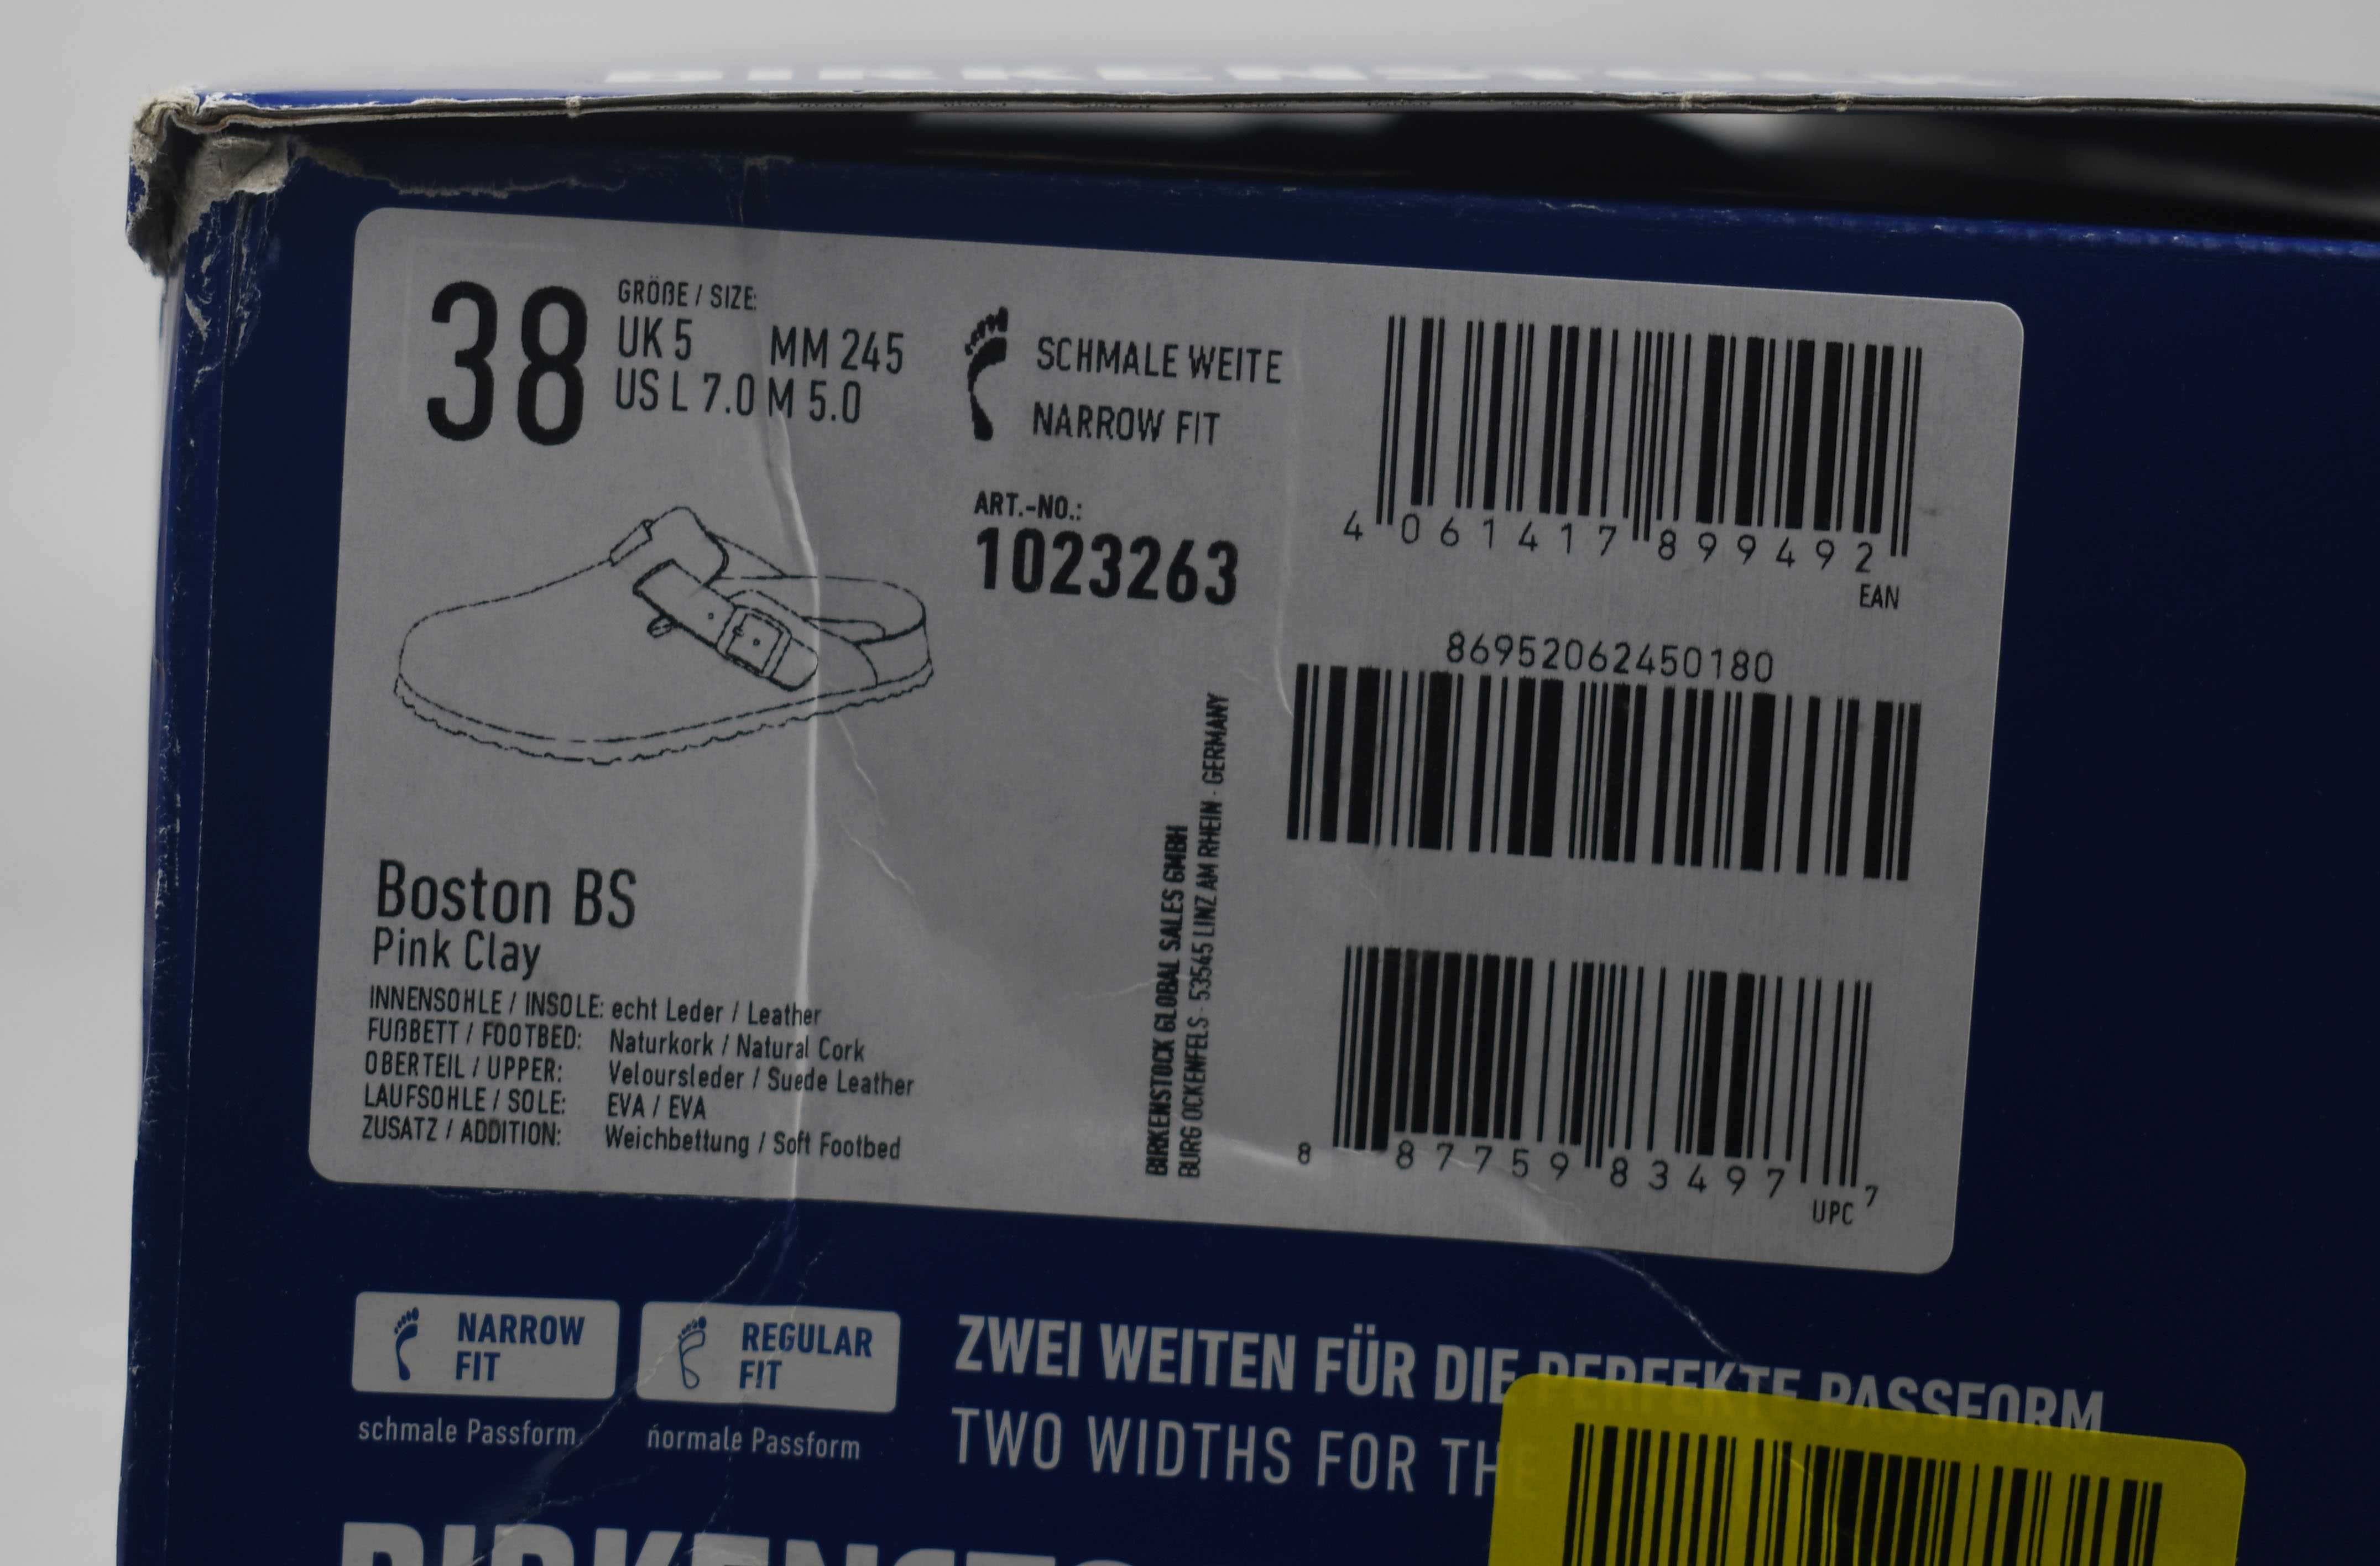 BIRKENSTOCK
38
GRÖßE / SIZE:
UK 5 MM 245
US L 7.0 M 5.0
SCHMALE WEITE
NARROW FIT
ART.-NO.:
1023263
4 061417 899492
EAN
86952062450180
BIRKENSTOCK GLOBAL SALES GMBH
BURG OCKENFELS - 53545 LINZ AM RHEIN - GERMANY
8 87759 83497 7
UPC
Boston BS
Pink Clay
INNENSOHLE / INSOLE: echt Leder / Leather
FUßBETT / FOOTBED: Naturkork / Natural Cork
OBERTEIL / UPPER: Veloursleder / Suede Leather
LAUFSOHLE / SOLE: EVA / EVA
ZUSATZ / ADDITION: Weichbettung / Soft Footbed
NARROW
FIT
schmale Passform
REGULAR
FIT
normale Passform
ZWEI WEITEN FÜR DIE PERFEKTE PASSFORM
TWO WIDTHS FOR THE